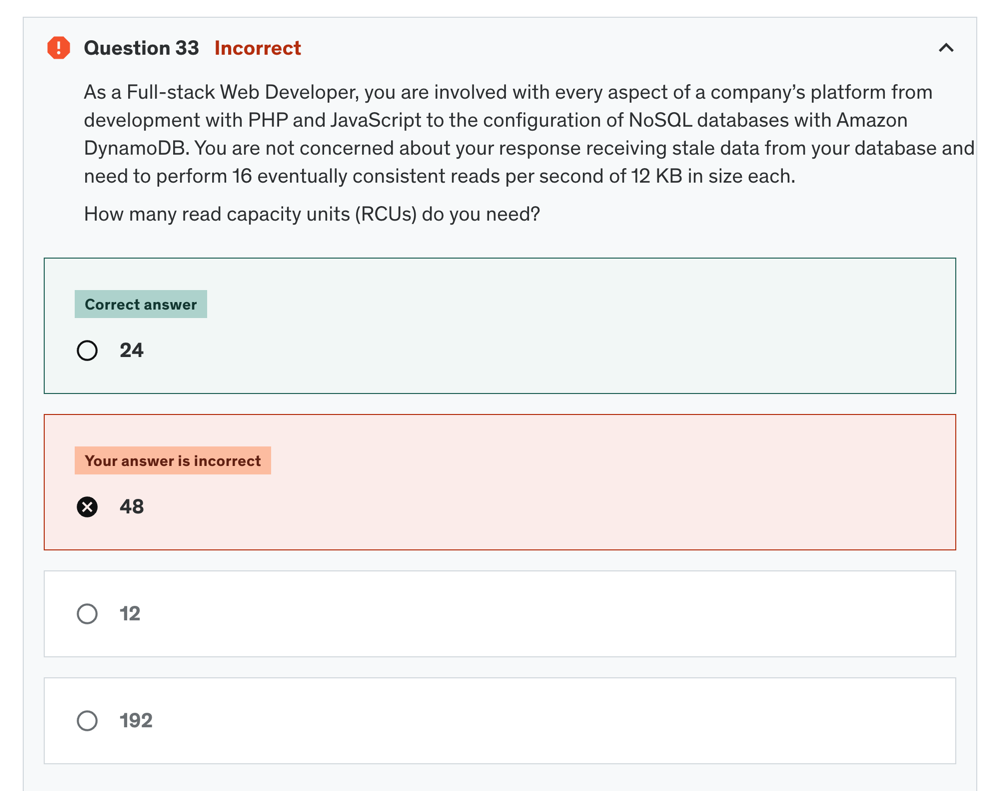 Question 33 Incorrect
As a Full-stack Web Developer, you are involved with every aspect of a company’s platform from
development with PHP and JavaScript to the configuration of NoSQL databases with Amazon
DynamoDB. You are not concerned about your response receiving stale data from your database and
need to perform 16 eventually consistent reads per second of 12 KB in size each.
How many read capacity units (RCUs) do you need?
Correct answer
24
Your answer is incorrect
48
12
192